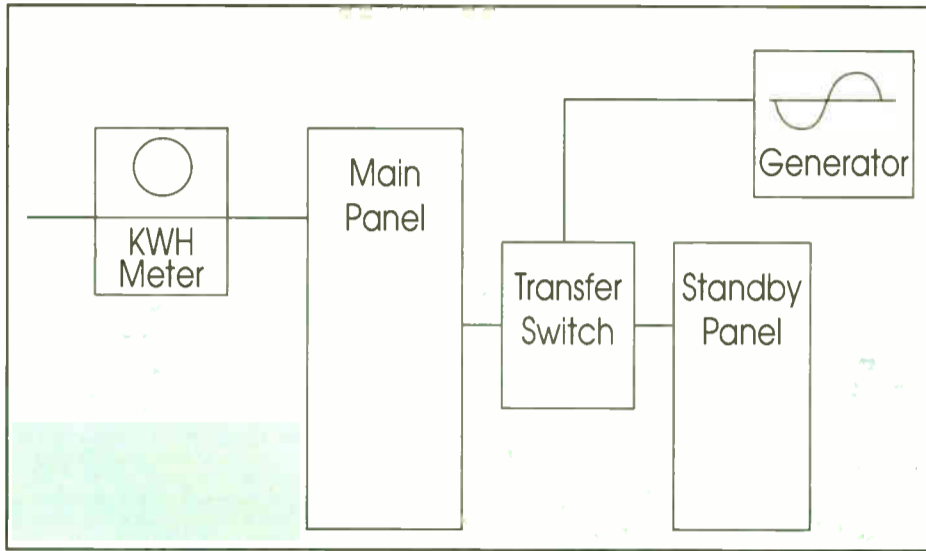 KWH
Meter
Main
Panel
Transfer
Switch
Generator
Standby
Panel